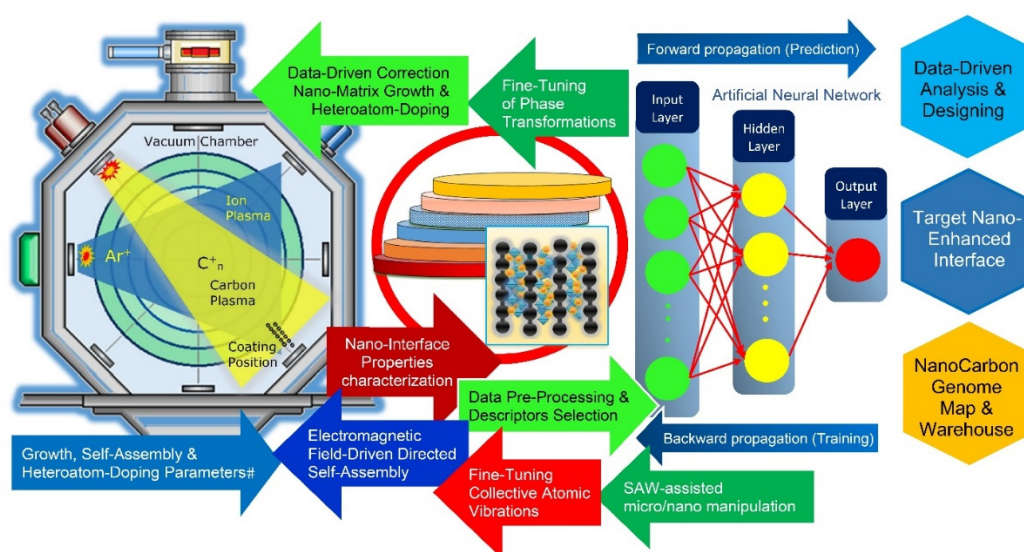 Data-Driven Correction
Nano-Matrix Growth &
Heteroatom-Doping
Fine-Tuning
of Phase
Transformations
Forward propagation (Prediction)
Artificial Neural Network
Input
Layer
Hidden
Layer
Output
Layer
Data-Driven
Analysis &
Designing
Target Nano-
Enhanced
Interface
NanoCarbon
Genome
Map &
Warehouse
Vacuum Chamber
Ion
Plasma
Ar⁺
C⁺ₙ
Carbon
Plasma
Coating
Position
Nano-Interface
Properties
characterization
Data Pre-Processing &
Descriptors Selection
Backward propagation (Training)
Growth, Self-Assembly &
Heteroatom-Doping Parameters#
Electromagnetic
Field-Driven Directed
Self-Assembly
Fine-Tuning
Collective Atomic
Vibrations
SAW-assisted
micro/nano manipulation